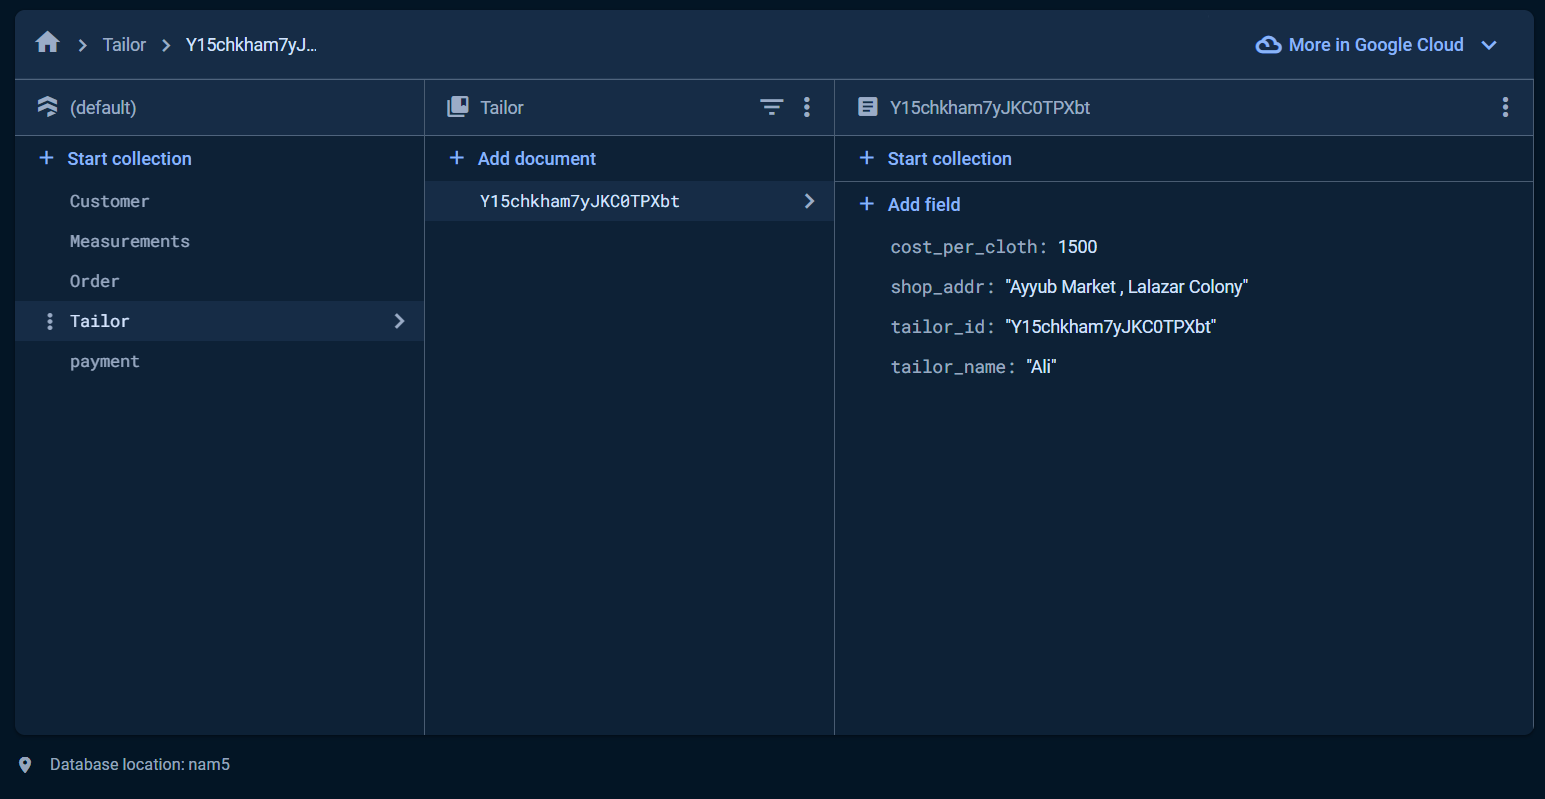 Tailor
Y15chkham7yJ...
More in Google Cloud
(default)
Tailor
Y15chkham7yJKC0TPXbt
+ Start collection
Customer
Measurements
Order
Tailor
payment
+ Add document
Y15chkham7yJKC0TPXbt
+ Start collection
+ Add field
cost_per_cloth: 1500
shop_addr: "Ayyub Market , Lalazar Colony"
tailor_id: "Y15chkham7yJKC0TPXbt"
tailor_name: "Ali"
Database location: nam5